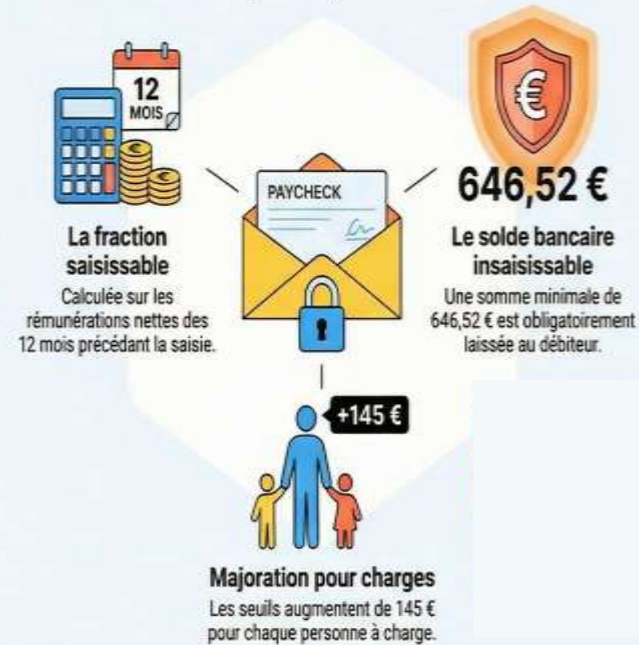 12
MOIS
La fraction
saisissable
Calculée sur les
rémunérations nettes des
12 mois précédant la saisie.
PAYCHECK
€
646,52 €
Le solde bancaire
insaisissable
Une somme minimale de
646,52 € est obligatoirement
laissée au débiteur.
+145 €
Majoration pour charges
Les seuils augmentent de 145 €
pour chaque personne à charge.